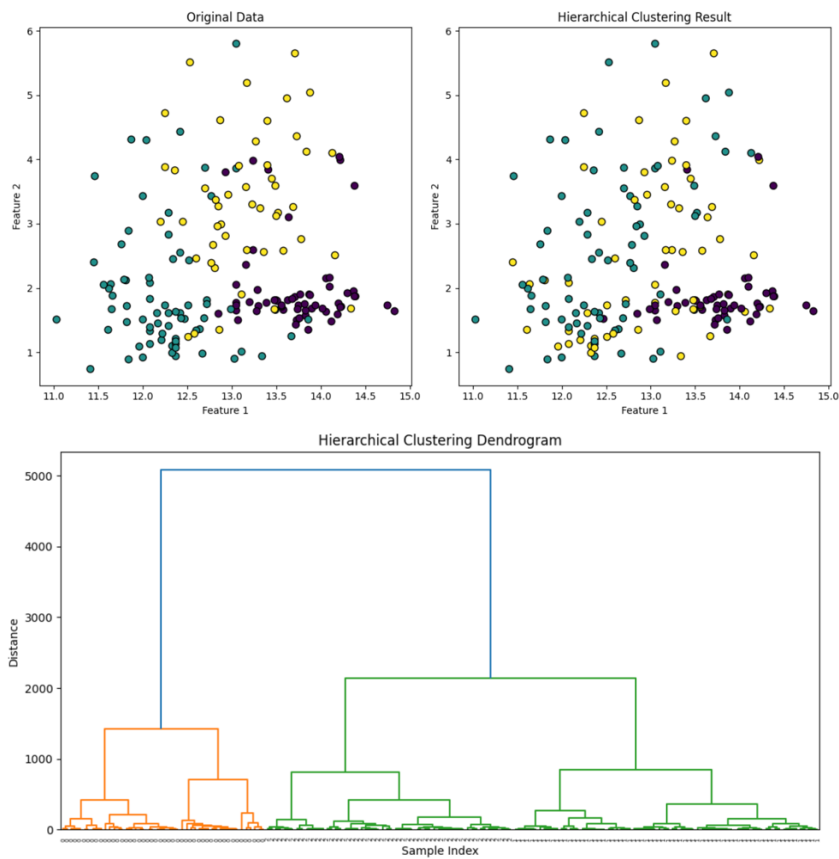 Original Data
Hierarchical Clustering Result
6
5
4
3
2
1
Feature 2
11.0 11.5 12.0 12.5 13.0 13.5 14.0 14.5 15.0
Feature 1
6
5
4
3
2
1
Feature 2
11.0 11.5 12.0 12.5 13.0 13.5 14.0 14.5 15.0
Feature 1
Hierarchical Clustering Dendrogram
5000
4000
3000
2000
1000
0
Distance
Sample Index